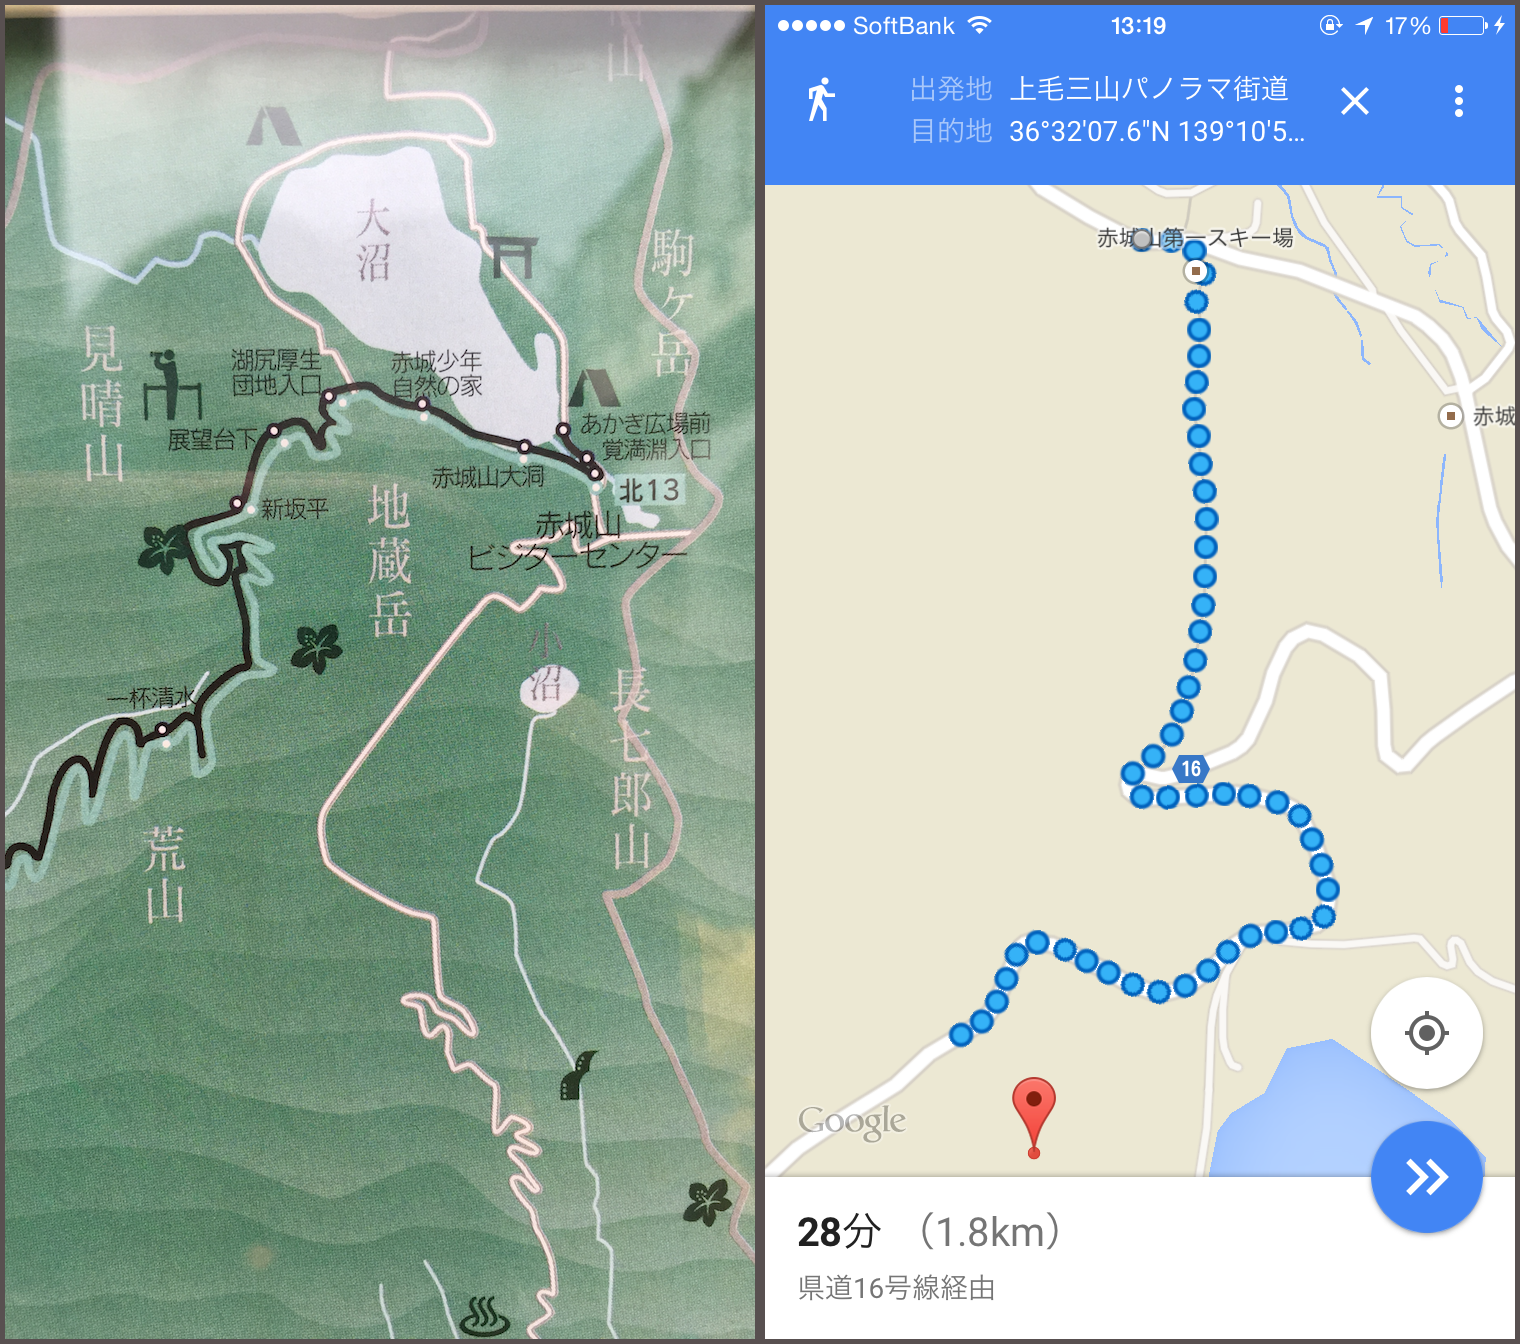 山
大沼
駒ヶ岳
見晴山
湖尻厚生
団地入口
赤城少年
自然の家
展望台下
あかぎ広場前
覚満淵入口
赤城山大洞
北13
新坂平
地蔵岳
赤城山
ビジターセンター
小沼
一杯清水
長七郎山
荒山
SoftBank
13:19
17%
出発地 上毛三山パノラマ街道
目的地 36°32'07.6"N 139°10'5...
赤城山第一スキー場
赤城
16
Google
28分 (1.8km)
県道16号線経由